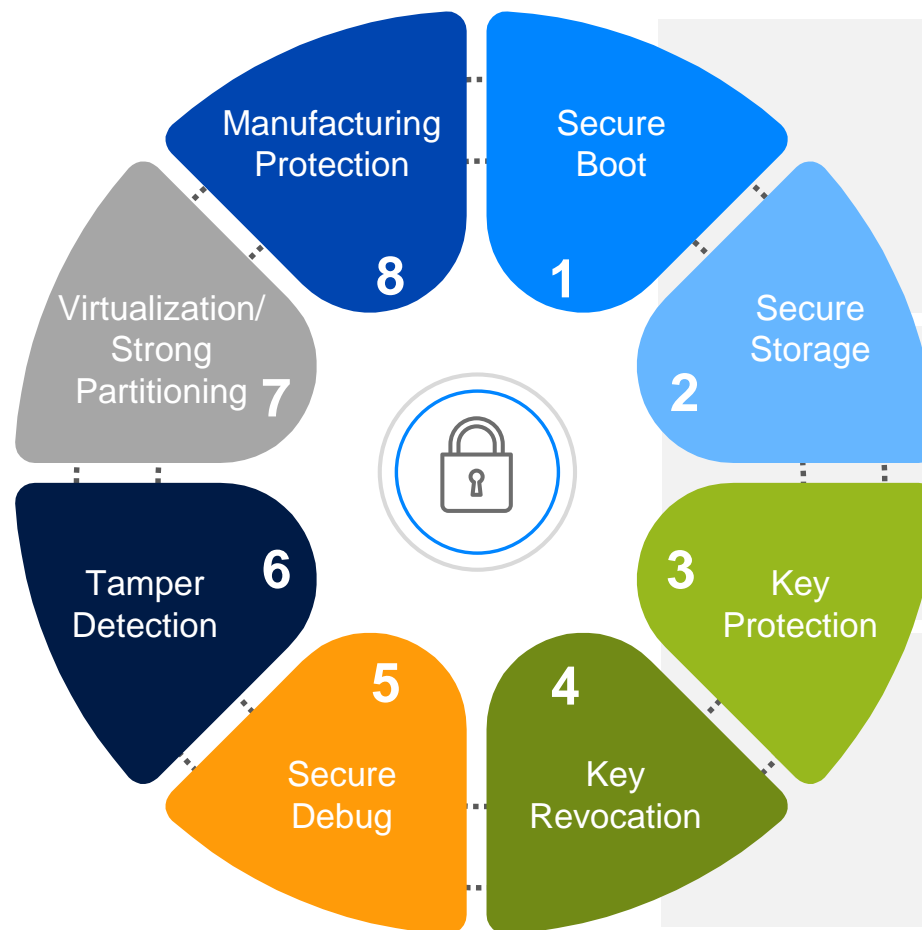 Secure
Boot
1
Secure
Storage
2
3
Key
Protection
4
Key
Revocation
5
Secure
Debug
6
Tamper
Detection
Virtualization/
Strong
Partitioning
7
Manufacturing
Protection
8